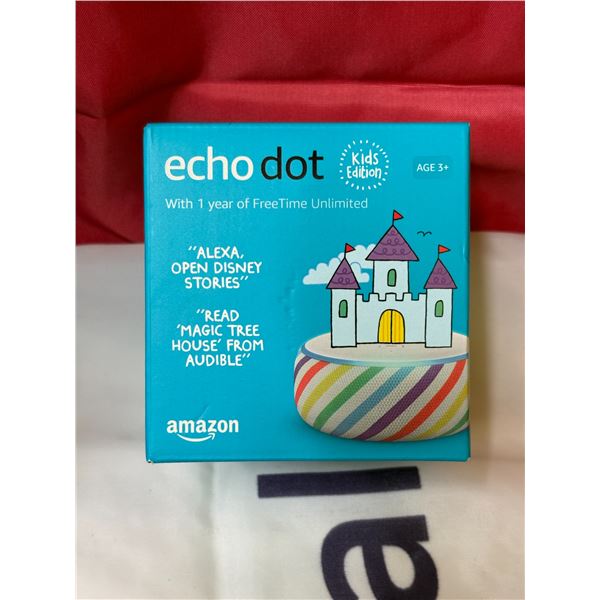 echo dot
Kids
Edition
AGE 3+
With 1 year of FreeTime Unlimited
"ALEXA,
OPEN DISNEY
STORIES"
"READ
'MAGIC TREE
HOUSE' FROM
AUDIBLE"
amazon
al